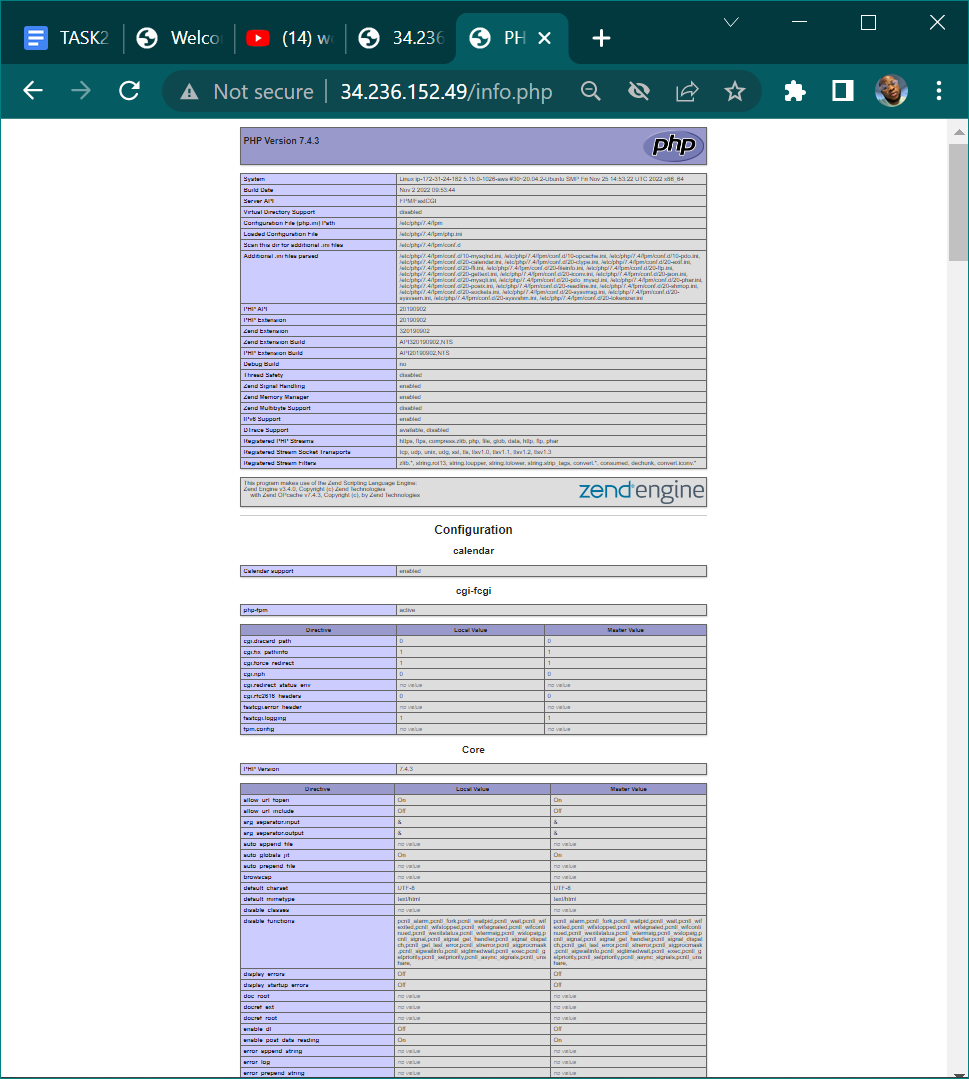 TASK2
Welco
(14) w
34.236
PH
Not secure
34.236.152.49/info.php
PHP Version 7.4.3
php
System Linux ip-172-31-24-182 5.15.0-1026-aws #30~20.04.2-Ubuntu SMP Fri Nov 25 14:53:22 UTC 2022 x86_64
Build Date Nov 2 2022 09:53:44
Server API FPM/FastCGI
Virtual Directory Support disabled
Configuration File (php.ini) Path /etc/php/7.4/fpm
Loaded Configuration File /etc/php/7.4/fpm/php.ini
Scan this dir for additional .ini files /etc/php/7.4/fpm/conf.d
Additional .ini files parsed /etc/php/7.4/fpm/conf.d/10-mysqlnd.ini, /etc/php/7.4/fpm/conf.d/10-opcache.ini, /etc/php/7.4/fpm/conf.d/10-pdo.ini,
/etc/php/7.4/fpm/conf.d/20-calendar.ini, /etc/php/7.4/fpm/conf.d/20-ctype.ini, /etc/php/7.4/fpm/conf.d/20-exif.ini,
/etc/php/7.4/fpm/conf.d/20-ffi.ini, /etc/php/7.4/fpm/conf.d/20-fileinfo.ini, /etc/php/7.4/fpm/conf.d/20-ftp.ini,
/etc/php/7.4/fpm/conf.d/20-gettext.ini, /etc/php/7.4/fpm/conf.d/20-iconv.ini, /etc/php/7.4/fpm/conf.d/20-json.ini,
/etc/php/7.4/fpm/conf.d/20-mysqli.ini, /etc/php/7.4/fpm/conf.d/20-pdo_mysql.ini, /etc/php/7.4/fpm/conf.d/20-phar.ini,
/etc/php/7.4/fpm/conf.d/20-posix.ini, /etc/php/7.4/fpm/conf.d/20-readline.ini, /etc/php/7.4/fpm/conf.d/20-shmop.ini,
/etc/php/7.4/fpm/conf.d/20-sockets.ini, /etc/php/7.4/fpm/conf.d/20-sysvmsg.ini, /etc/php/7.4/fpm/conf.d/20-
sysvsem.ini, /etc/php/7.4/fpm/conf.d/20-sysvshm.ini, /etc/php/7.4/fpm/conf.d/20-tokenizer.ini
PHP API 20190902
PHP Extension 20190902
Zend Extension 320190902
Zend Extension Build API320190902,NTS
PHP Extension Build API20190902,NTS
Debug Build no
Thread Safety disabled
Zend Signal Handling enabled
Zend Memory Manager enabled
Zend Multibyte Support disabled
IPv6 Support enabled
DTrace Support available, disabled
Registered PHP Streams https, ftps, compress.zlib, php, file, glob, data, http, ftp, phar
Registered Stream Socket Transports tcp, udp, unix, udg, ssl, tls, tlsv1.0, tlsv1.1, tlsv1.2, tlsv1.3
Registered Stream Filters zlib.*, string.rot13, string.toupper, string.tolower, string.strip_tags, convert.*, consumed, dechunk, convert.iconv.*
This program makes use of the Zend Scripting Language Engine:
Zend Engine v3.4.0, Copyright (c) Zend Technologies
with Zend OPcache v7.4.3, Copyright (c), by Zend Technologies
zend engine
Configuration
calendar
Calendar support enabled
cgi-fcgi
php-fpm active
Directive Local Value Master Value
cgi.discard_path 0 0
cgi.fix_pathinfo 1 1
cgi.force_redirect 1 1
cgi.nph 0 0
cgi.redirect_status_env no value no value
cgi.rfc2616_headers 0 0
fastcgi.error_header no value no value
fastcgi.logging 1 1
fpm.config no value no value
Core
PHP Version 7.4.3
Directive Local Value Master Value
allow_url_fopen On On
allow_url_include Off Off
arg_separator.input & &
arg_separator.output & &
auto_append_file no value no value
auto_globals_jit On On
auto_prepend_file no value no value
browscap no value no value
default_charset UTF-8 UTF-8
default_mimetype text/html text/html
disable_classes no value no value
disable_functions pcntl_alarm,pcntl_fork,pcntl_waitpid,pcntl_wait,pcntl_wif pcntl_alarm,pcntl_fork,pcntl_waitpid,pcntl_wait,pcntl_wif
exited,pcntl_wifstopped,pcntl_wifsignaled,pcntl_wifconti exited,pcntl_wifstopped,pcntl_wifsignaled,pcntl_wifconti
nued,pcntl_wexitstatus,pcntl_wtermsig,pcntl_wstopsig,p nued,pcntl_wexitstatus,pcntl_wtermsig,pcntl_wstopsig,p
cntl_signal,pcntl_signal_get_handler,pcntl_signal_dispat cntl_signal,pcntl_signal_get_handler,pcntl_signal_dispat
ch,pcntl_get_last_error,pcntl_strerror,pcntl_sigprocmask ch,pcntl_get_last_error,pcntl_strerror,pcntl_sigprocmask
,pcntl_sigwaitinfo,pcntl_sigtimedwait,pcntl_exec,pcntl_g ,pcntl_sigwaitinfo,pcntl_sigtimedwait,pcntl_exec,pcntl_g
etpriority,pcntl_setpriority,pcntl_async_signals,pcntl_uns etpriority,pcntl_setpriority,pcntl_async_signals,pcntl_uns
hare, hare,
display_errors Off Off
display_startup_errors Off Off
doc_root no value no value
docref_ext no value no value
docref_root no value no value
enable_dl Off Off
enable_post_data_reading On On
error_append_string no value no value
error_log no value no value
error_prepend_string no value no value